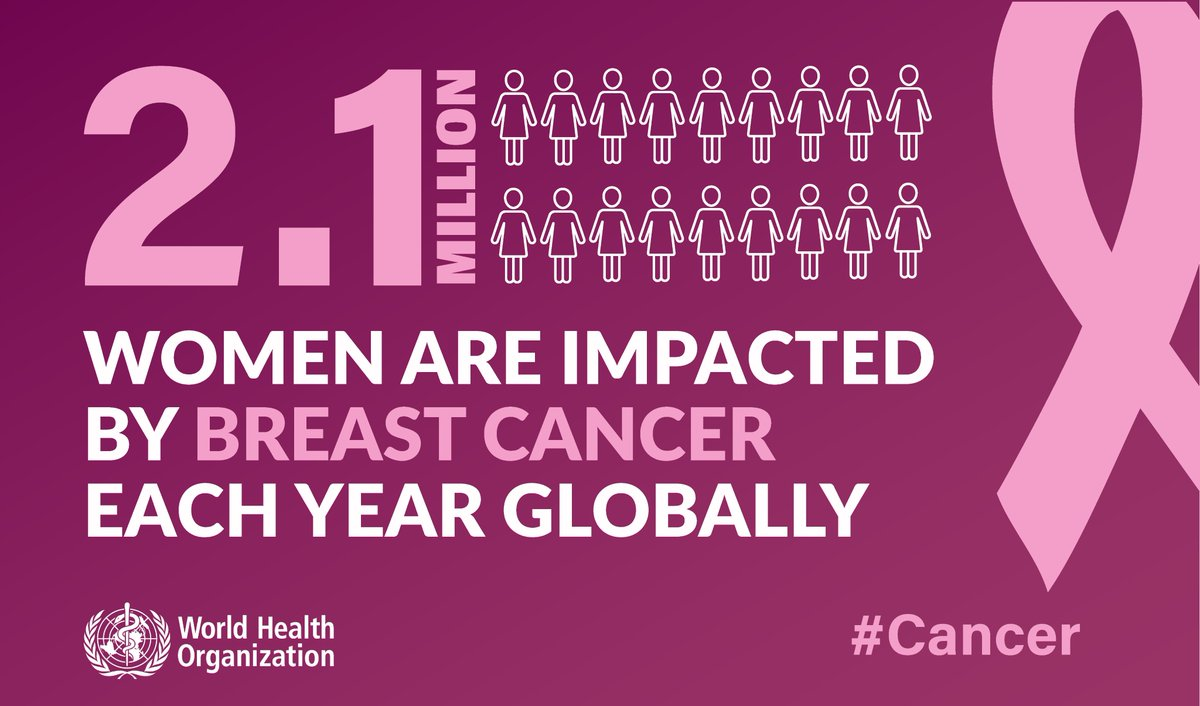 2.1
MILLION
WOMEN ARE IMPACTED
BY BREAST CANCER
EACH YEAR GLOBALLY
World Health
Organization
#Cancer